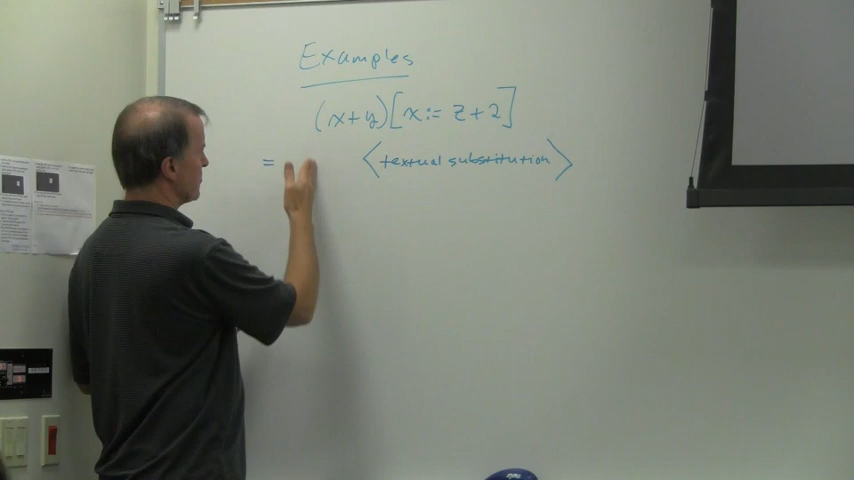 Examples
(x+y)[x:= z+2]
= <textual substitution>